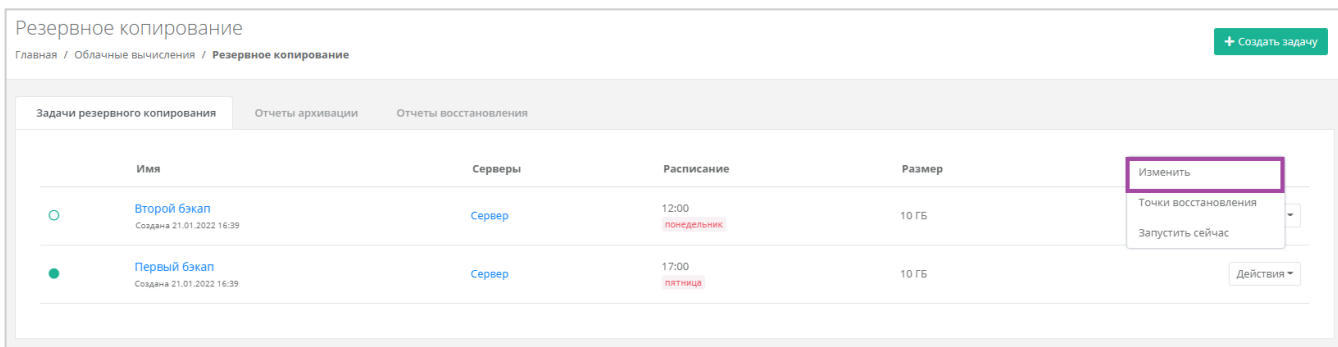 Резервное копирование
Главная / Облачные вычисления / Резервное копирование
+ Создать задачу
Задачи резервного копирования Отчеты архивации Отчеты восстановления
Имя Серверы Расписание Размер
Изменить
Точки восстановления
Запустить сейчас
Второй бэкап Сервер 12:00 10 ГБ
Создана 21.01.2022 16:39 понедельник
Первый бэкап Сервер 17:00 10 ГБ Действия
Создана 21.01.2022 16:39 пятница